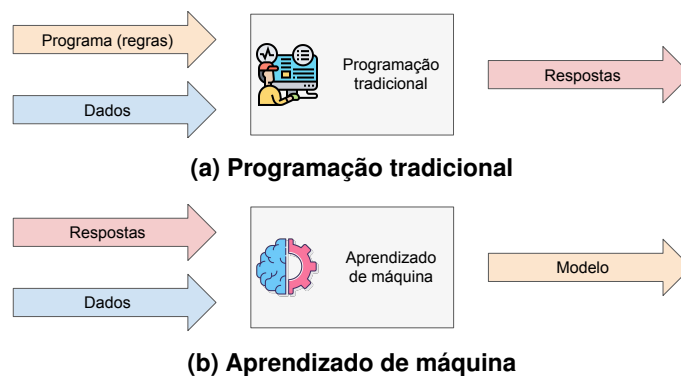 Programa (regras)
Dados
Programação
tradicional
Respostas
(a) Programação tradicional
Respostas
Dados
Aprendizado
de máquina
Modelo
(b) Aprendizado de máquina